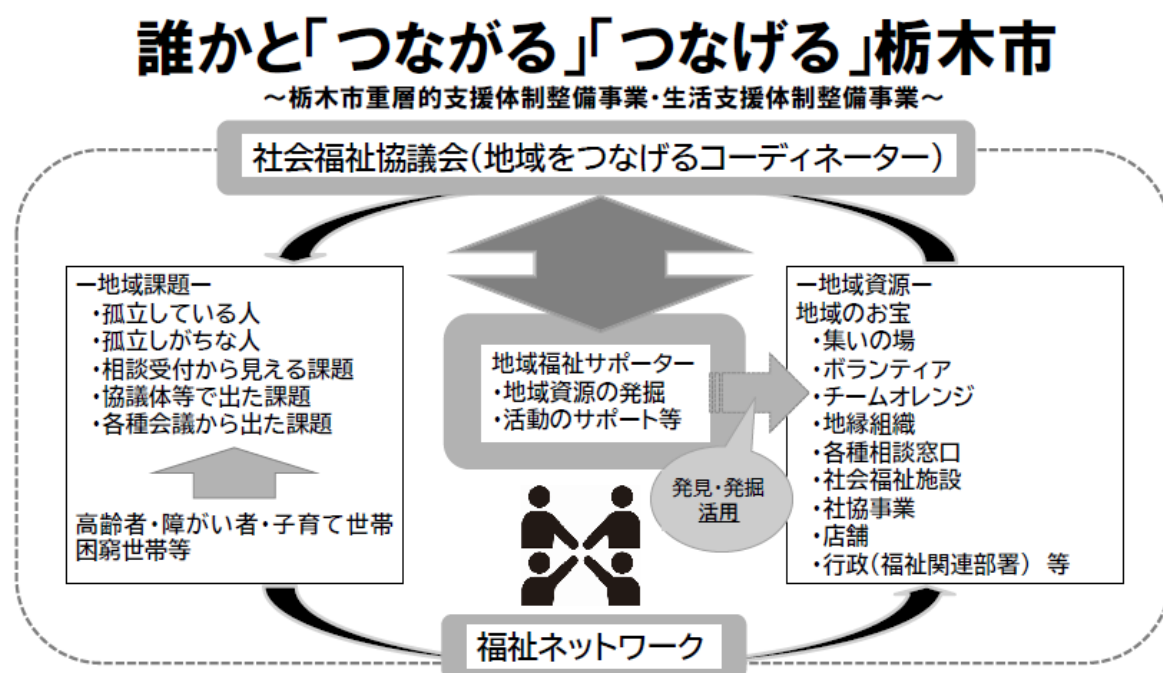 誰かと「つながる」「つなげる」栃木市
~栃木市重層的支援体制整備事業・生活支援体制整備事業~
社会福祉協議会(地域をつなげるコーディネーター)
ー地域課題ー
・孤立している人
・孤立しがちな人
・相談受付から見える課題
・協議体等で出た課題
・各種会議から出た課題
高齢者・障がい者・子育て世帯
困窮世帯等
地域福祉サポーター
・地域資源の発掘
・活動のサポート等
発見・発掘
活用
ー地域資源ー
地域のお宝
・集いの場
・ボランティア
・チームオレンジ
・地縁組織
・各種相談窓口
・社会福祉施設
・社協事業
・店舗
・行政(福祉関連部署) 等
福祉ネットワーク